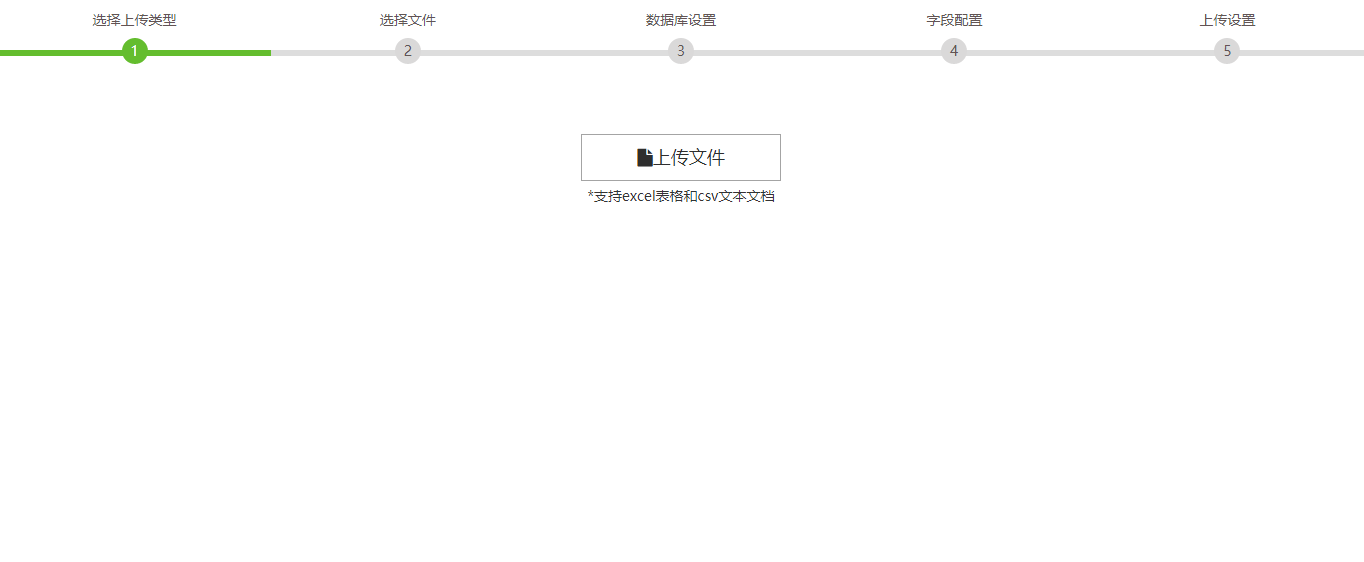 选择上传类型
选择文件
数据库设置
字段配置
上传设置
1
2
3
4
5
上传文件
*支持excel表格和csv文本文档